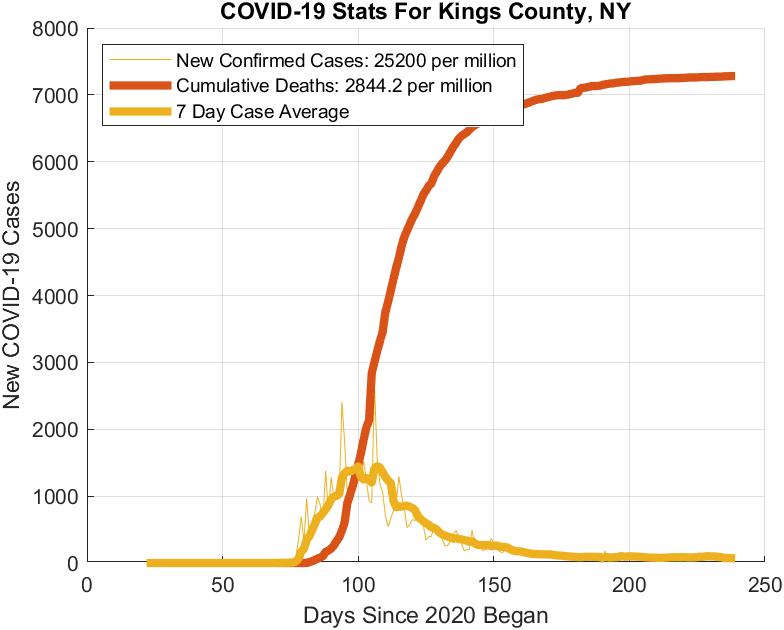 COVID-19 Stats For Kings County, NY
New Confirmed Cases: 25200 per million
Cumulative Deaths: 2844.2 per million
7 Day Case Average
8000
7000
6000
5000
4000
3000
2000
1000
0
New COVID-19 Cases
0 50 100 150 200 250
Days Since 2020 Began